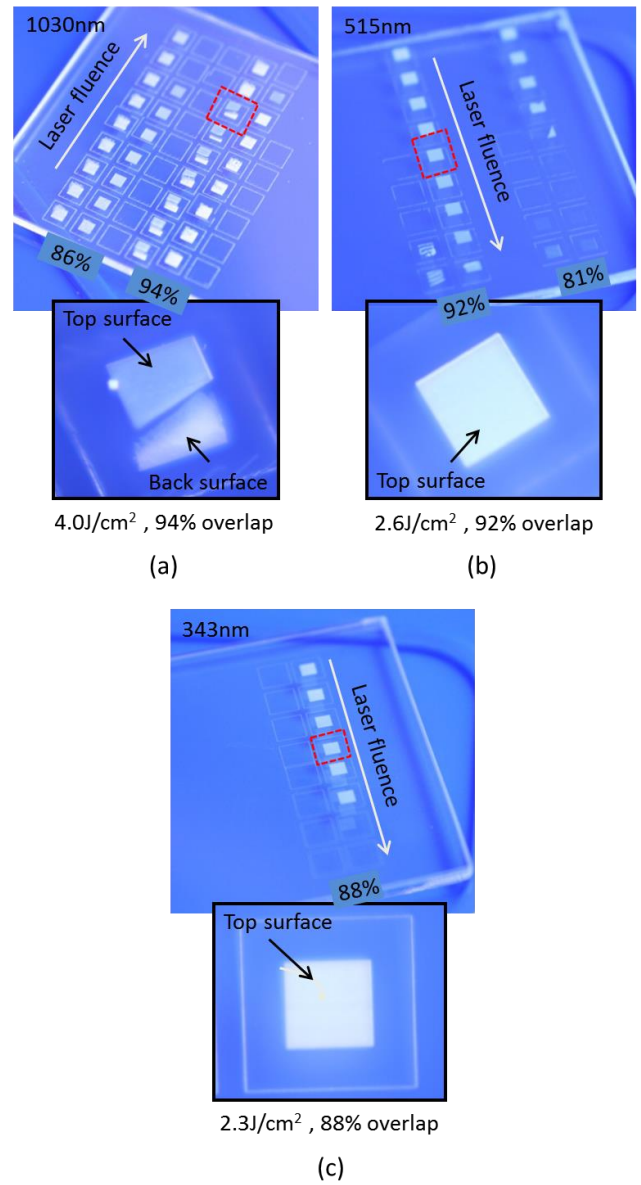 1030nm
Laser fluence
86%
94%
Top surface
Back surface
4.0J/cm² , 94% overlap
(a)
515nm
Laser fluence
92%
81%
Top surface
2.6J/cm² , 92% overlap
(b)
343nm
Laser fluence
88%
Top surface
2.3J/cm² , 88% overlap
(c)